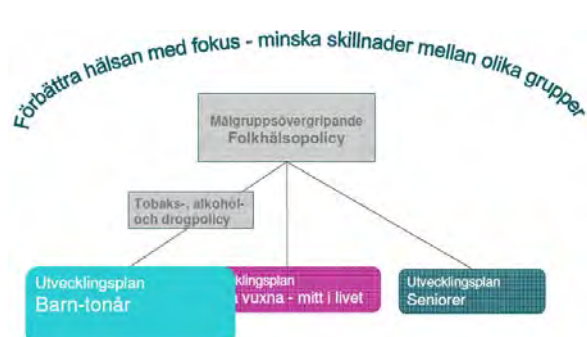 Förbättra hälsan med fokus - minska skillnader mellan olika grupper
Målgruppsövergripande
Folkhälsopolicy
Tobaks-, alkohol-
och drogpolicy
Utvecklingsplan
Barn-tonår
klingsplan
vuxna - mitt i livet
Utvecklingsplan
Seniorer